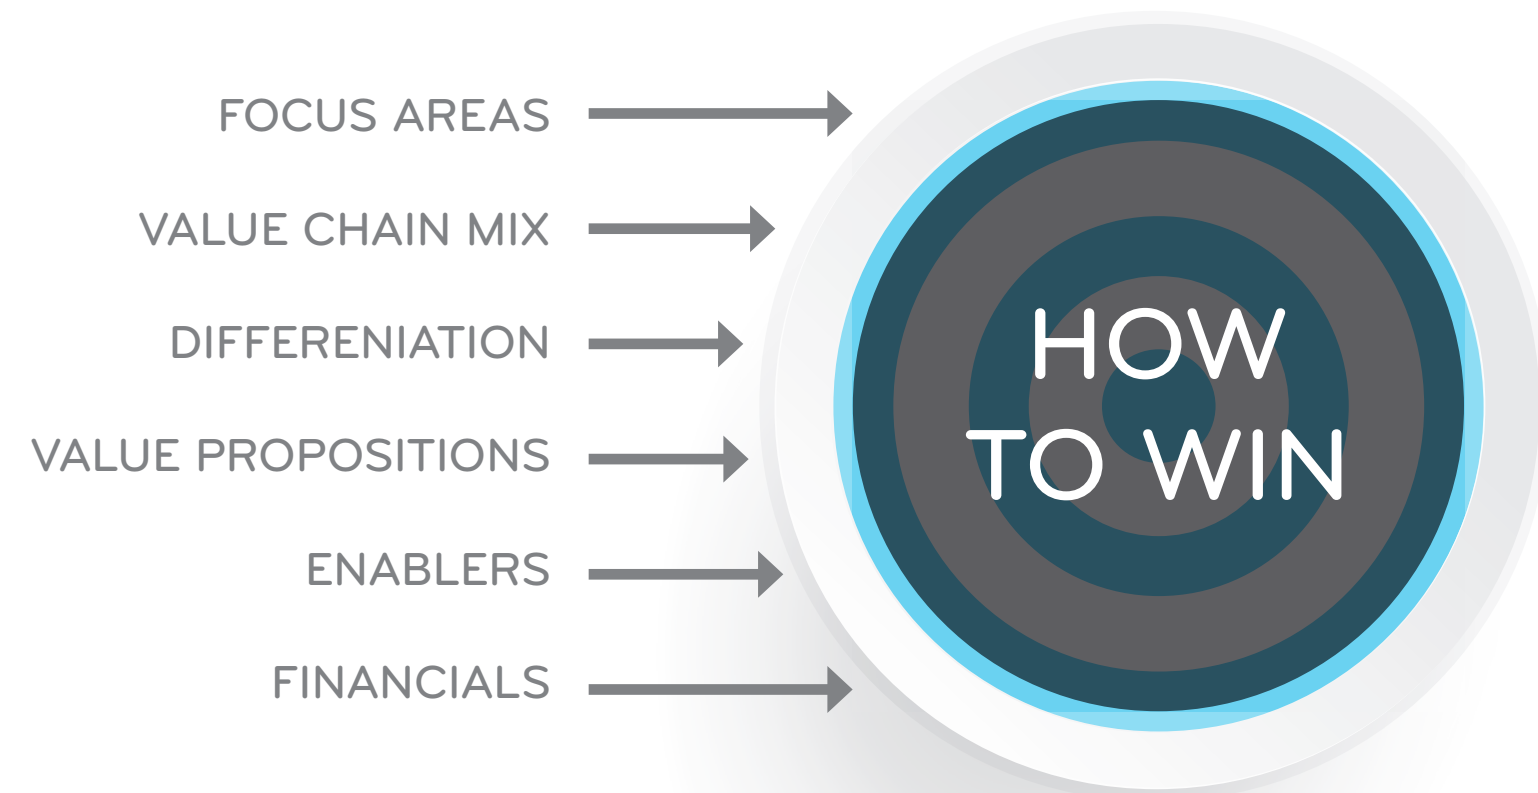 FOCUS AREAS
VALUE CHAIN MIX
DIFFERENIATION
VALUE PROPOSITIONS
ENABLERS
FINANCIALS
HOW
TO WIN